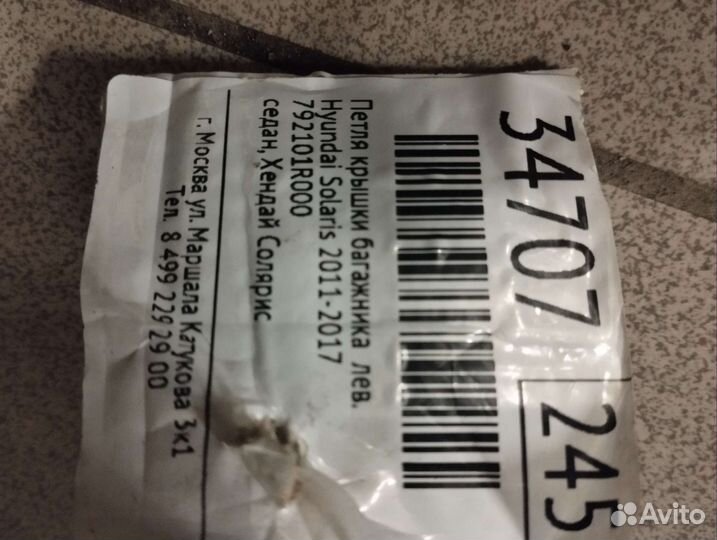 34707
245
Петля крышки багажника лев.
Hyundai Solaris 2011-2017
792101R000
седан, Хендай Солярис
г. Москва ул. Маршала Катукова 3к1
Тел. 8 499 229 29 00
Avito